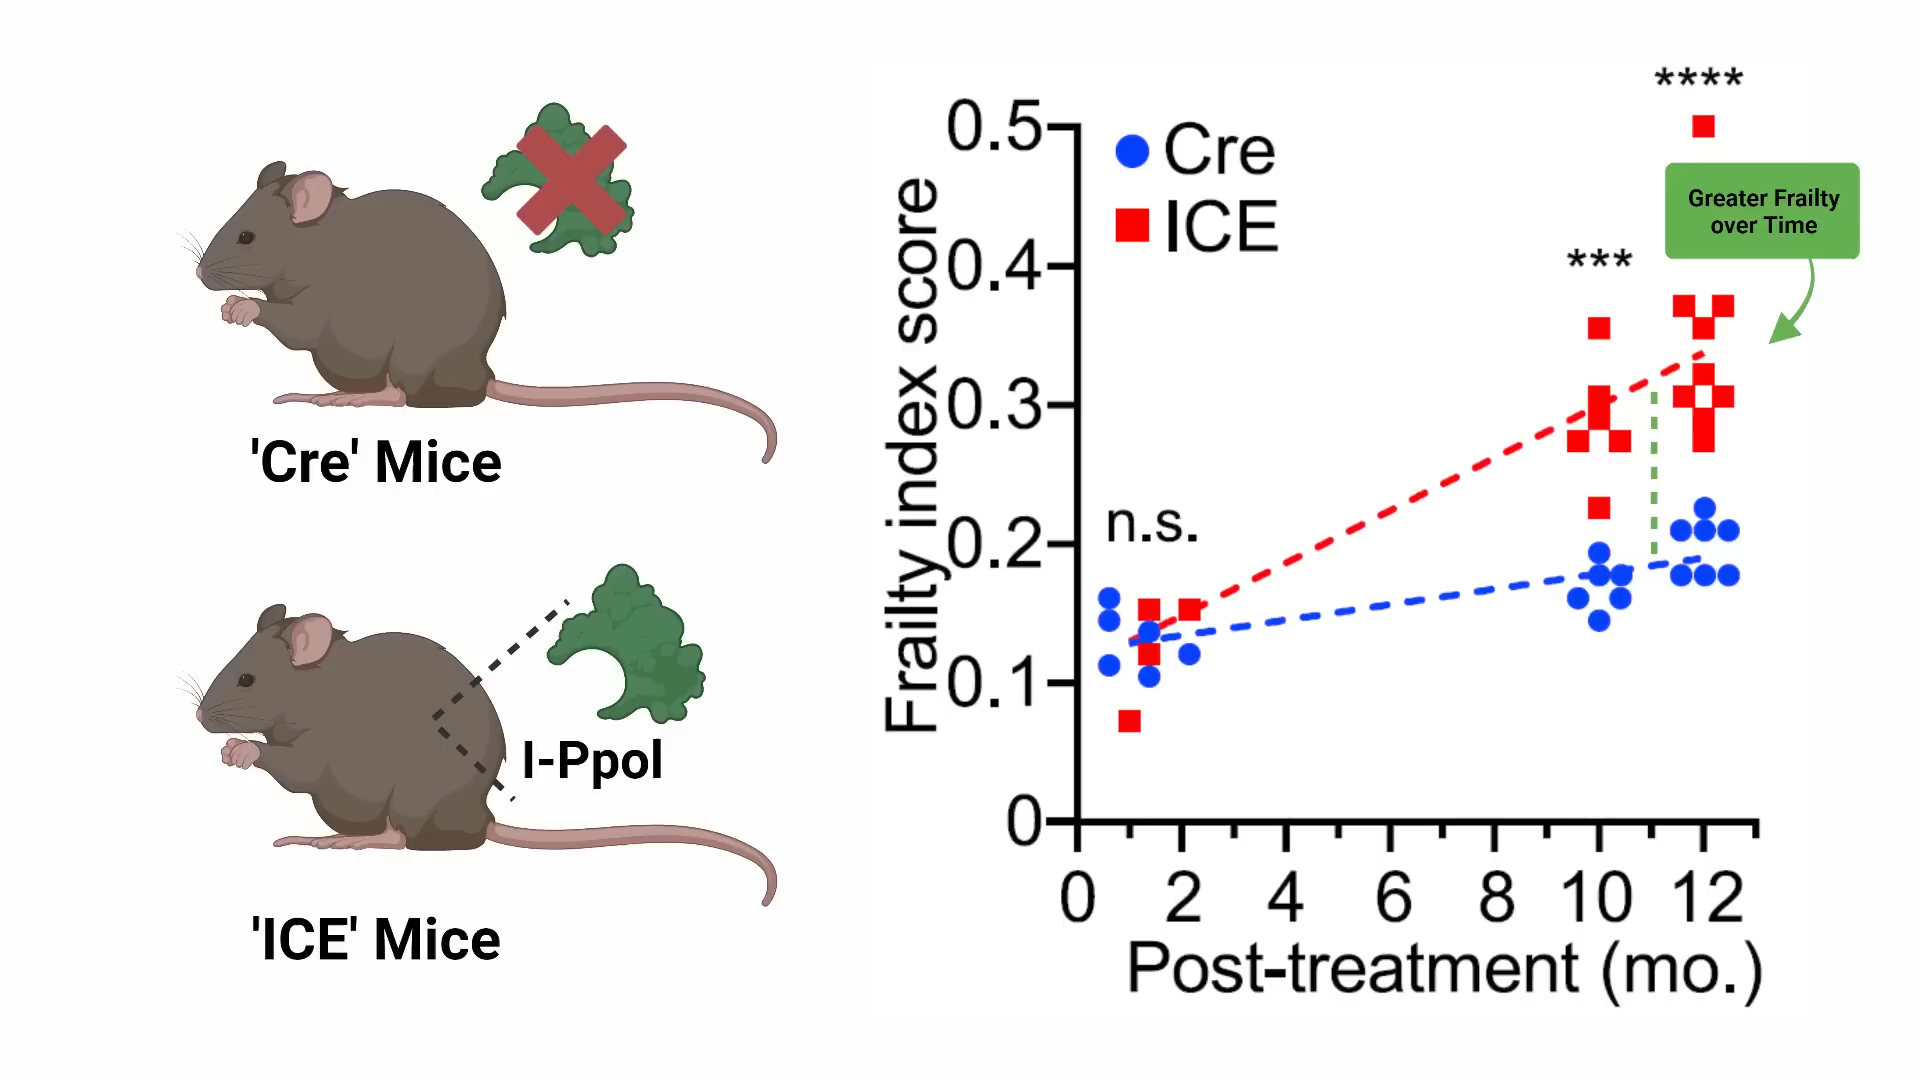 'Cre' Mice
I-Ppol
'ICE' Mice
****
0.5
Cre
ICE
Greater Frailty
over Time
***
0.4
0.3
n.s.
0.2
0.1
0
Frailty index score
0 2 4 6 8 10 12
Post-treatment (mo.)